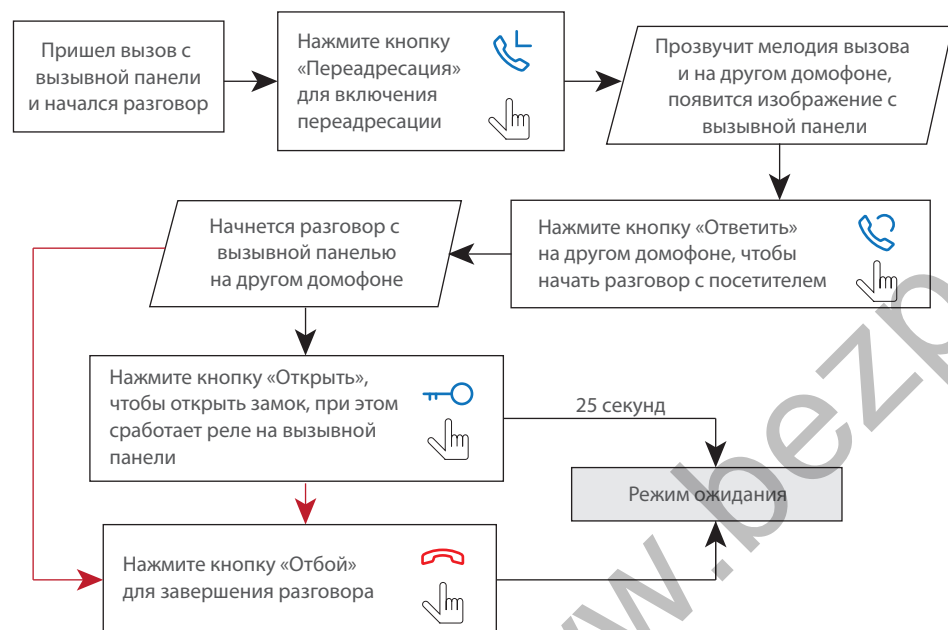 Пришел вызов с
вызывной панели
и начался разговор
Нажмите кнопку
«Переадресация»
для включения
переадресации
Прозвучит мелодия вызова
и на другом домофоне,
появится изображение с
вызывной панели
Начнется разговор с
вызывной панелью
на другом домофоне
Нажмите кнопку «Ответить»
на другом домофоне, чтобы
начать разговор с посетителем
Нажмите кнопку «Открыть»,
чтобы открыть замок, при этом
сработает реле на вызывной
панели
25 секунд
Режим ожидания
Нажмите кнопку «Отбой»
для завершения разговора
www.bezp